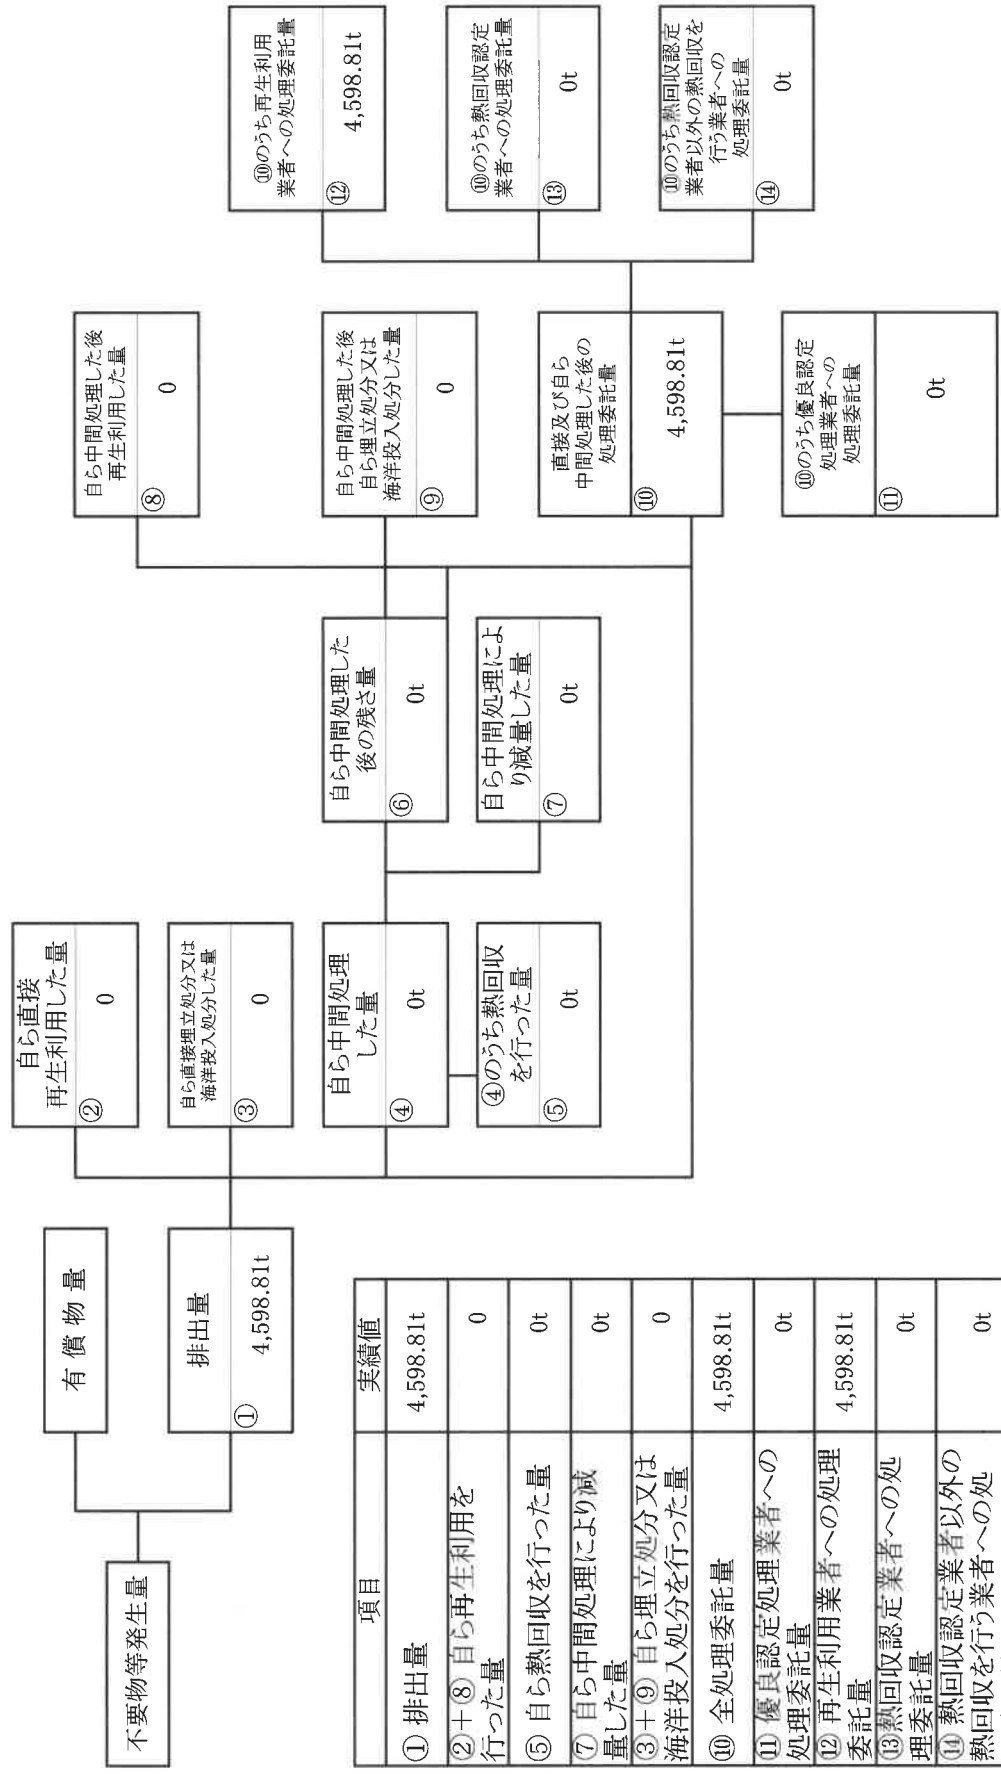 不要物等発生量
有償物量
排出量
①
4,598.81t
自ら直接
再生利用した量
②
0
自ら直接埋立処分又は
海洋投入処分した量
③
0
自ら中間処理
した量
④
0t
④のうち熱回収
を行った量
⑤
0t
自ら中間処理した
後の残さ量
⑥
0t
自ら中間処理によ
り減量した量
⑦
0t
自ら中間処理した後
再生利用した量
⑧
0
自ら中間処理した後
自ら埋立処分又は
海洋投入処分した量
⑨
0
直接及び自ら
中間処理した後の
処理委託量
⑩
4,598.81t
⑩のうち優良認定
処理業者への
処理委託量
⑪
0t
⑩のうち再生利用
業者への処理委託量
⑫
4,598.81t
⑩のうち熱回収認定
業者への処理委託量
⑬
0t
⑩のうち熱回収認定
業者以外の熱回収を
行う業者への
処理委託量
⑭
0t
項目 実績値
①排出量 4,598.81t
②＋⑧ 自ら再生利用を
行った量 0
⑤ 自ら熱回収を行った量 0t
⑦ 自ら中間処理により減
量した量 0t
③＋⑨ 自ら埋立処分又は
海洋投入処分を行った量 0
⑩ 全処理委託量 4,598.81t
⑪ 優良認定処理業者への
処理委託量 0t
⑫ 再生利用業者への処理
委託量 4,598.81t
⑬熱回収認定業者への処
理委託量 0t
⑭ 熱回収認定業者以外の
熱回収を行う業者への処 0t